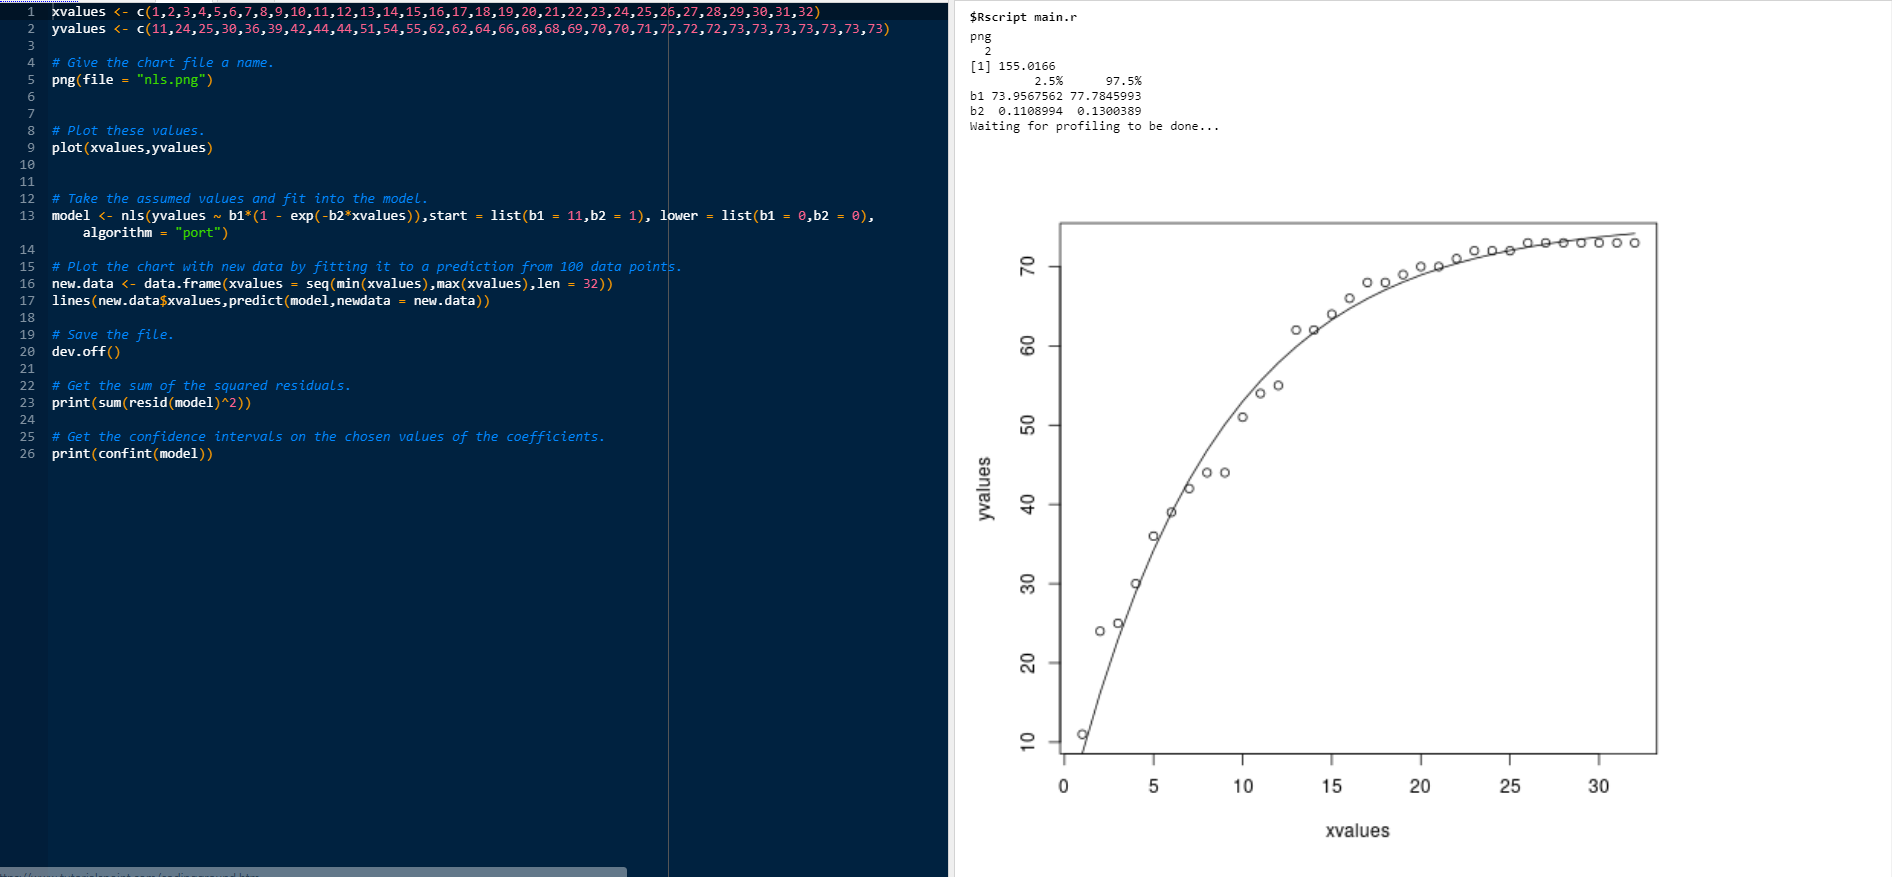 1 xvalues <- c(1,2,3,4,5,6,7,8,9,10,11,12,13,14,15,16,17,18,19,20,21,22,23,24,25,26,27,28,29,30,31,32)
2 yvalues <- c(11,24,25,30,36,39,42,44,44,51,54,55,62,62,64,66,68,68,69,70,70,71,72,72,72,73,73,73,73,73,73,73)
3
4 # Give the chart file a name.
5 png(file = "nls.png")
6
7
8 # Plot these values.
9 plot(xvalues,yvalues)
10
11
12 # Take the assumed values and fit into the model.
13 model <- nls(yvalues ~ b1*(1 - exp(-b2*xvalues)),start = list(b1 = 11,b2 = 1), lower = list(b1 = 0,b2 = 0),
algorithm = "port")
14
15 # Plot the chart with new data by fitting it to a prediction from 100 data points.
16 new.data <- data.frame(xvalues = seq(min(xvalues),max(xvalues),len = 32))
17 lines(new.data$xvalues,predict(model,newdata = new.data))
18
19 # Save the file.
20 dev.off()
21
22 # Get the sum of the squared residuals.
23 print(sum(resid(model)^2))
24
25 # Get the confidence intervals on the chosen values of the coefficients.
26 print(confint(model))
$Rscript main.r
png
2
[1] 155.0166
2.5% 97.5%
b1 73.9567562 77.7845993
b2 0.1108994 0.1300389
Waiting for profiling to be done...
70
60
50
40
30
20
10
yvalues
0 5 10 15 20 25 30
xvalues